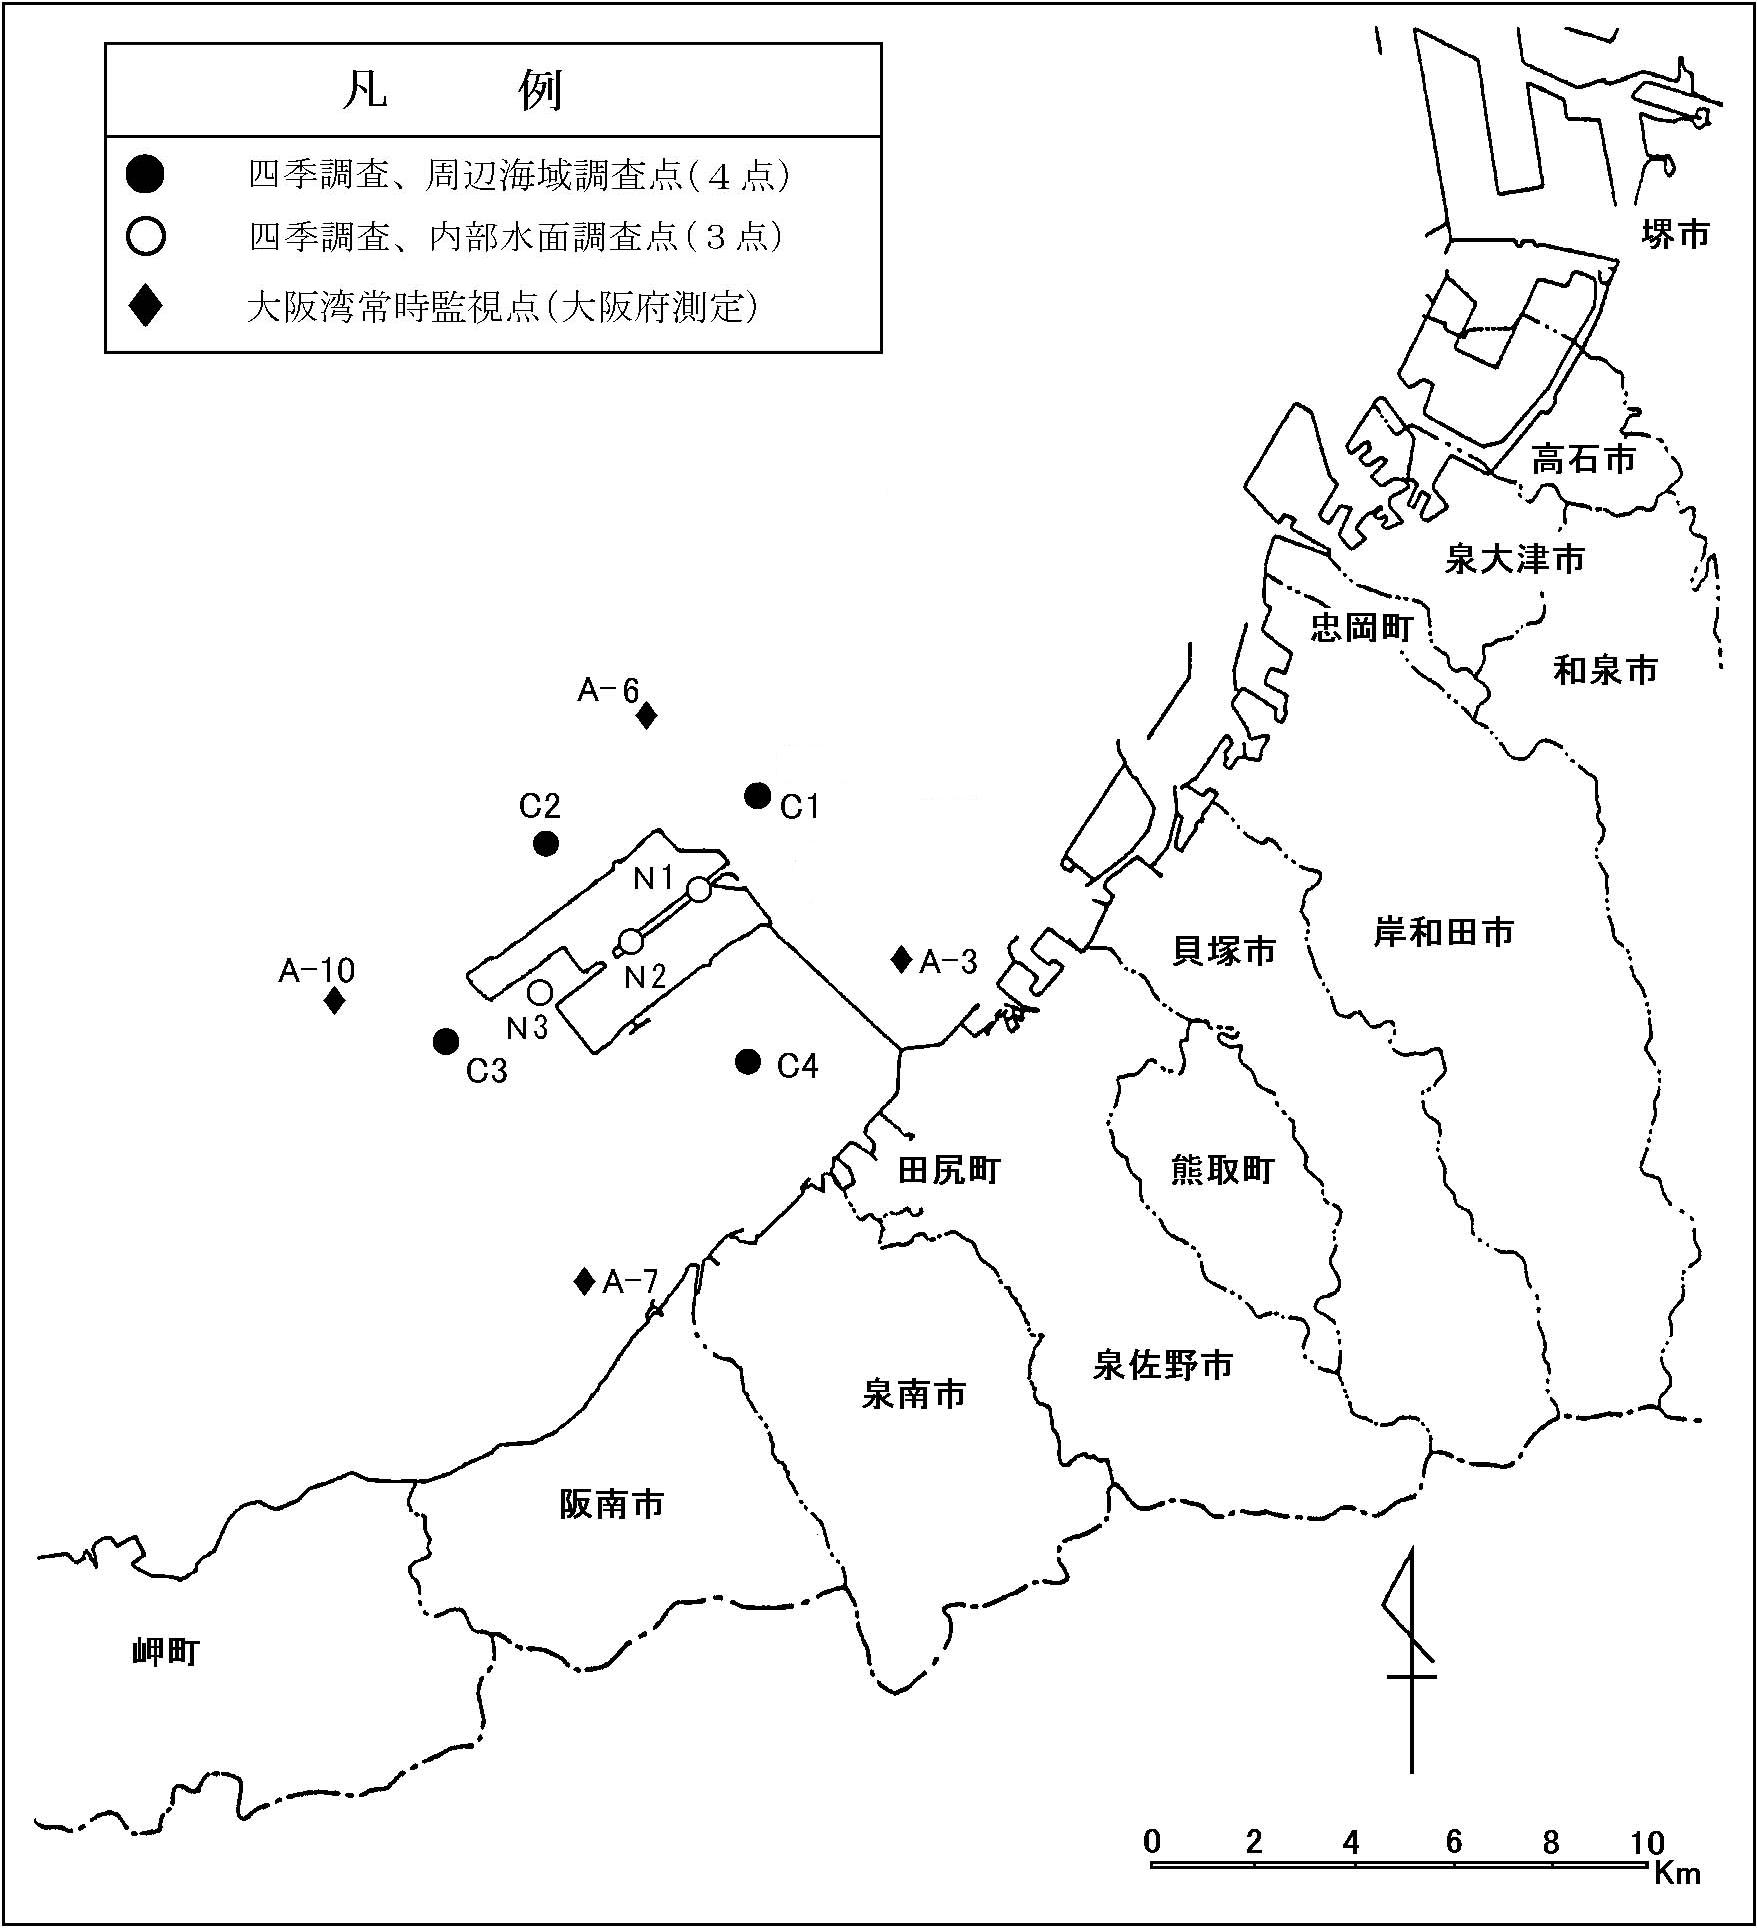 凡 例
四季調査、周辺海域調査点(4点)
四季調査、内部水面調査点(3点)
大阪湾常時監視点(大阪府測定)
堺市
高石市
泉大津市
忠岡町
和泉市
A-6
C2
C1
N1
岸和田市
貝塚市
A-10
A-3
N2
N3
C3
C4
田尻町
熊取町
A-7
泉佐野市
泉南市
阪南市
岬町
0 2 4 6 8 10
Km